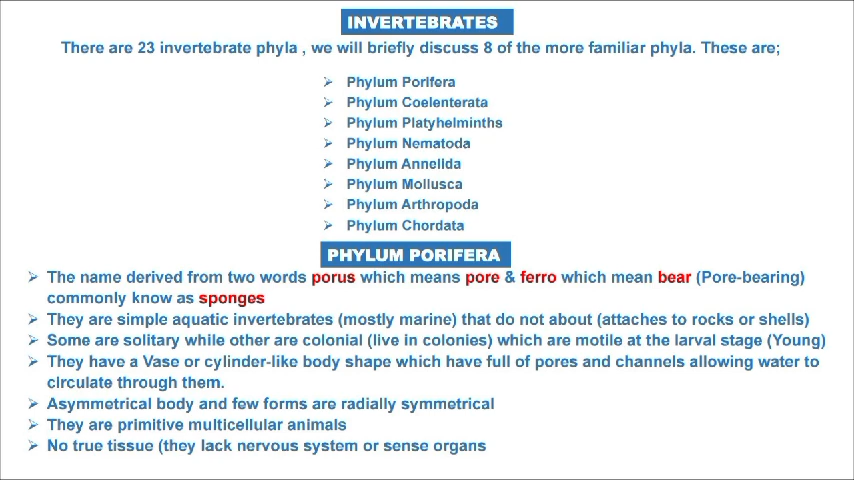 INVERTEBRATES
There are 23 invertebrate phyla , we will briefly discuss 8 of the more familiar phyla. These are;
➢ Phylum Porifera
➢ Phylum Coelenterata
➢ Phylum Platyhelminths
➢ Phylum Nematoda
➢ Phylum Annelida
➢ Phylum Mollusca
➢ Phylum Arthropoda
➢ Phylum Chordata
PHYLUM PORIFERA
➢ The name derived from two words porus which means pore & ferro which mean bear (Pore-bearing)
commonly know as sponges
➢ They are simple aquatic invertebrates (mostly marine) that do not about (attaches to rocks or shells)
➢ Some are solitary while other are colonial (live in colonies) which are motile at the larval stage (Young)
➢ They have a Vase or cylinder-like body shape which have full of pores and channels allowing water to
circulate through them.
➢ Asymmetrical body and few forms are radially symmetrical
➢ They are primitive multicellular animals
➢ No true tissue (they lack nervous system or sense organs